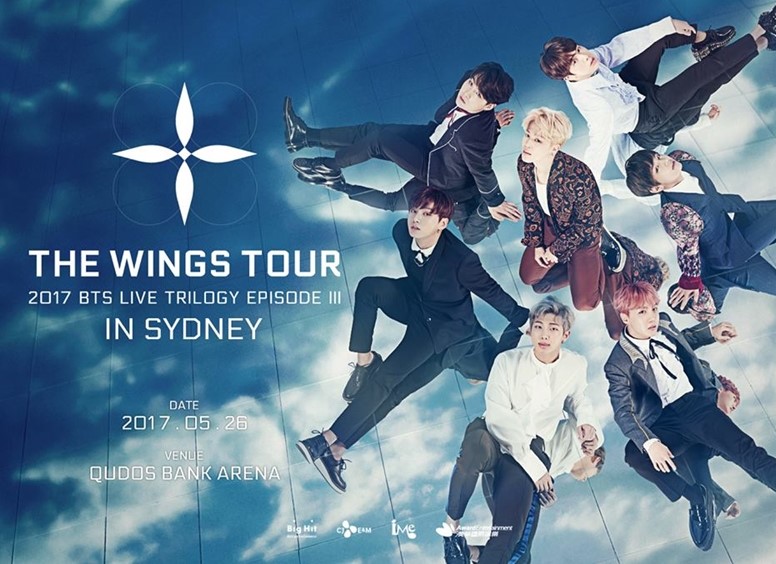 THE WINGS TOUR
2017 BTS LIVE TRILOGY EPISODE III
IN SYDNEY
DATE
2017.05.26
VENUE
QUDOS BANK ARENA
Big Hit
CJ E&M
iMe